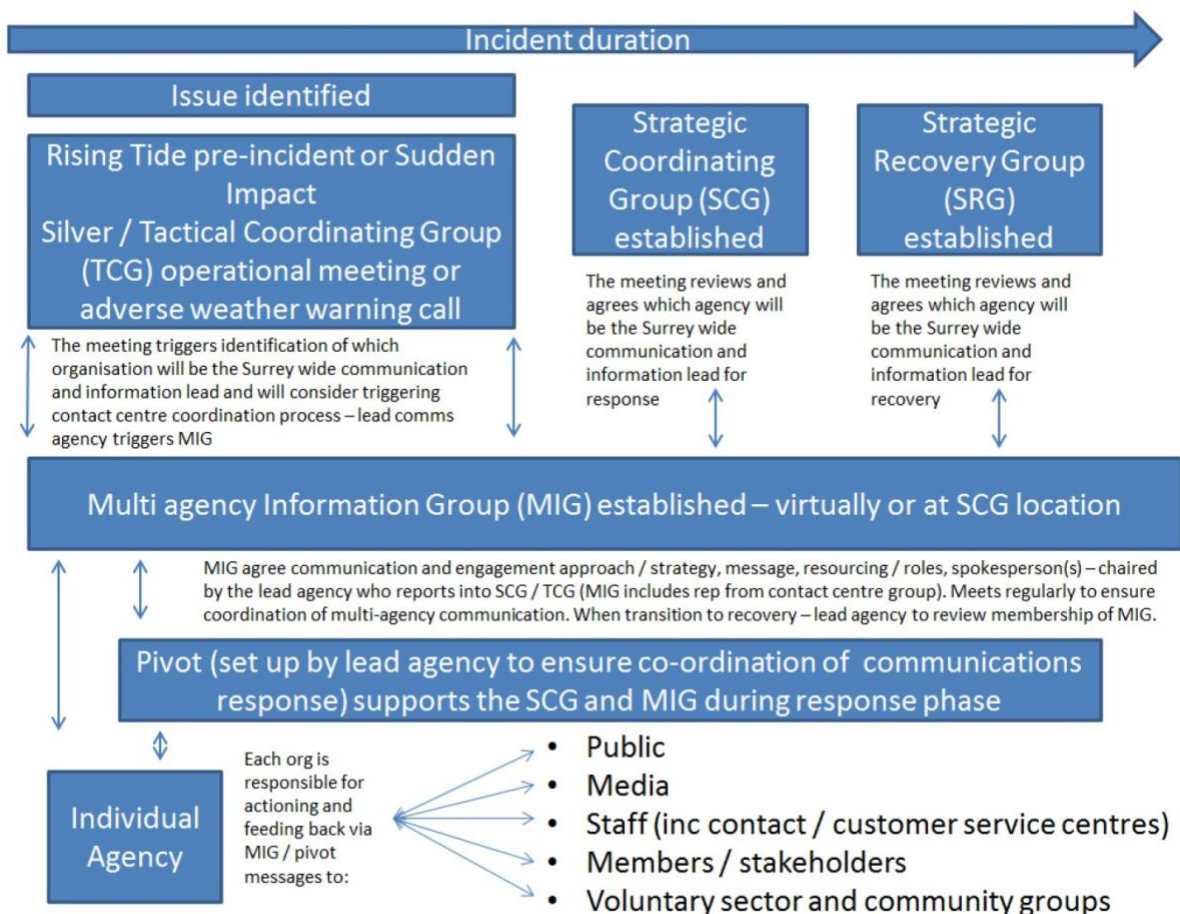 Incident duration
Issue identified
Rising Tide pre-incident or Sudden
Impact
Silver / Tactical Coordinating Group
(TCG) operational meeting or
adverse weather warning call
Strategic
Coordinating
Group (SCG)
established
Strategic
Recovery Group
(SRG)
established
The meeting triggers identification of which
organisation will be the Surrey wide communication
and information lead and will consider triggering
contact centre coordination process – lead comms
agency triggers MIG
The meeting reviews and
agrees which agency will
be the Surrey wide
communication and
information lead for
response
The meeting reviews and
agrees which agency will
be the Surrey wide
communication and
information lead for
recovery
Multi agency Information Group (MIG) established – virtually or at SCG location
MIG agree communication and engagement approach / strategy, message, resourcing / roles, spokesperson(s) – chaired
by the lead agency who reports into SCG / TCG (MIG includes rep from contact centre group). Meets regularly to ensure
coordination of multi-agency communication. When transition to recovery – lead agency to review membership of MIG.
Pivot (set up by lead agency to ensure co-ordination of communications
response) supports the SCG and MIG during response phase
Individual
Agency
Each org is
responsible for
actioning and
feeding back via
MIG / pivot
messages to:
• Public
• Media
• Staff (inc contact / customer service centres)
• Members / stakeholders
• Voluntary sector and community groups